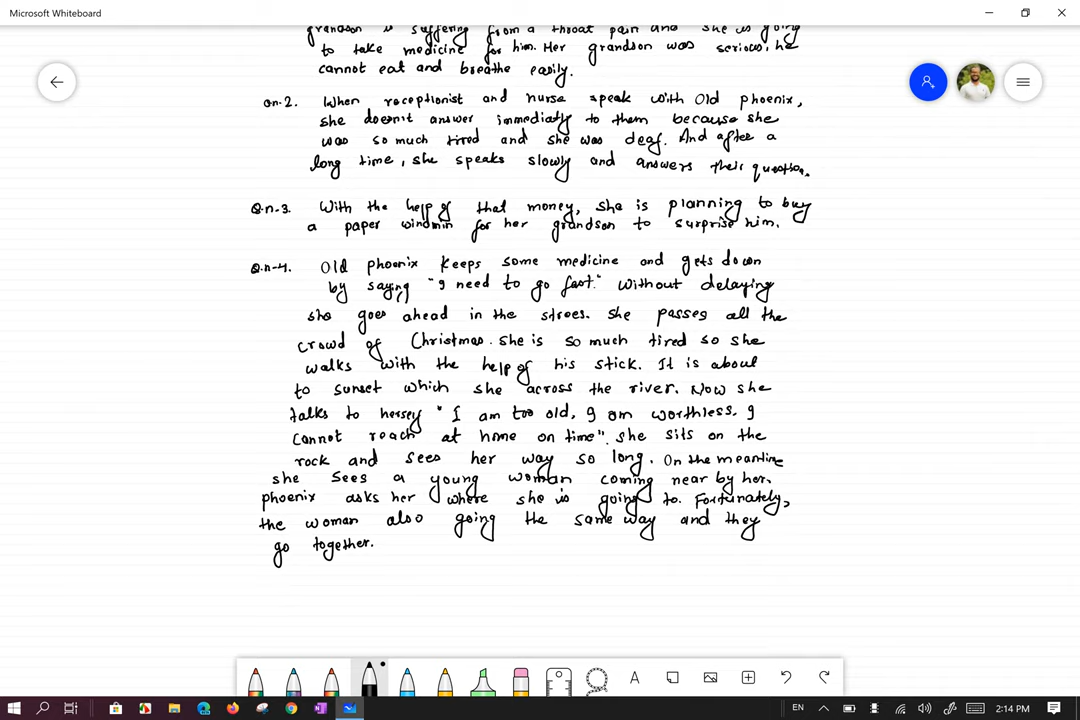 Microsoft Whiteboard
grandson is suffering from a throat pain and she is going
to take medicine for him. Her grandson was serious, he
cannot eat and breathe easily.
Qn-2. When receptionist and nurse speak with Old phoenix,
she doesn't answer immediatly to them because she
was so much tired and she was deaf. And after a
long time, she speaks slowly and answers their question.
Q.n-3. With the help of that money, she is planning to buy
a paper windmin for her grandson to surprise him.
Q.n-4. Old phoenix keeps some medicine and gets down
by saying "I need to go fast." Without delaying
she goes ahead in the strees. She passes all the
crowd of Christmas. She is so much tired so she
walks with the help of his stick. It is about
to sunset which she across the river. Now she
talks to hersey "I am too old, I am worthless. I
cannot reach at home on time". She sits on the
rock and sees her way so long. On the meantime
she sees a young woman coming near by her.
phoenix asks her where she is going to. Fortunately,
the woman also going the same way and they
go together.
A
EN
2:14 PM